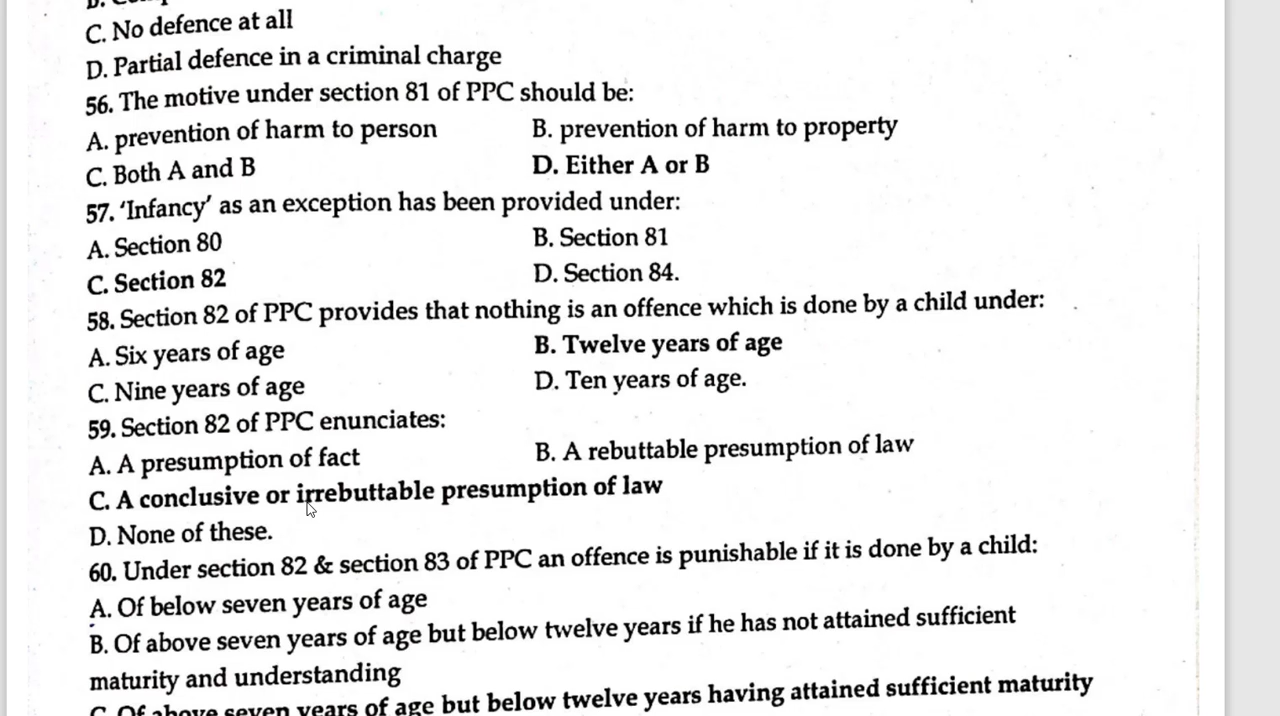 C. No defence at all
D. Partial defence in a criminal charge
56. The motive under section 81 of PPC should be:
A. prevention of harm to person B. prevention of harm to property
C. Both A and B D. Either A or B
57. 'Infancy' as an exception has been provided under:
A. Section 80 B. Section 81
C. Section 82 D. Section 84.
58. Section 82 of PPC provides that nothing is an offence which is done by a child under:
A. Six years of age B. Twelve years of age
C. Nine years of age D. Ten years of age.
59. Section 82 of PPC enunciates:
A. A presumption of fact B. A rebuttable presumption of law
C. A conclusive or irrebuttable presumption of law
D. None of these.
60. Under section 82 & section 83 of PPC an offence is punishable if it is done by a child:
A. Of below seven years of age
B. Of above seven years of age but below twelve years if he has not attained sufficient
maturity and understanding
C. Of above seven years of age but below twelve years having attained sufficient maturity